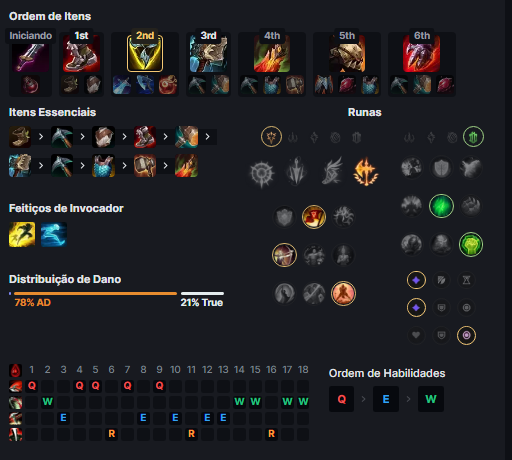 Ordem de Itens
Iniciando 1st 2nd 3rd 4th 5th 6th
Itens Essenciais
Runas
Feitiços de Invocador
Distribuição de Dano
78% AD 21% True
1 2 3 4 5 6 7 8 9 10 11 12 13 14 15 16 17 18
Q Q Q Q Q
W W W W W
E E E E E
R R R
Ordem de Habilidades
Q > E > W